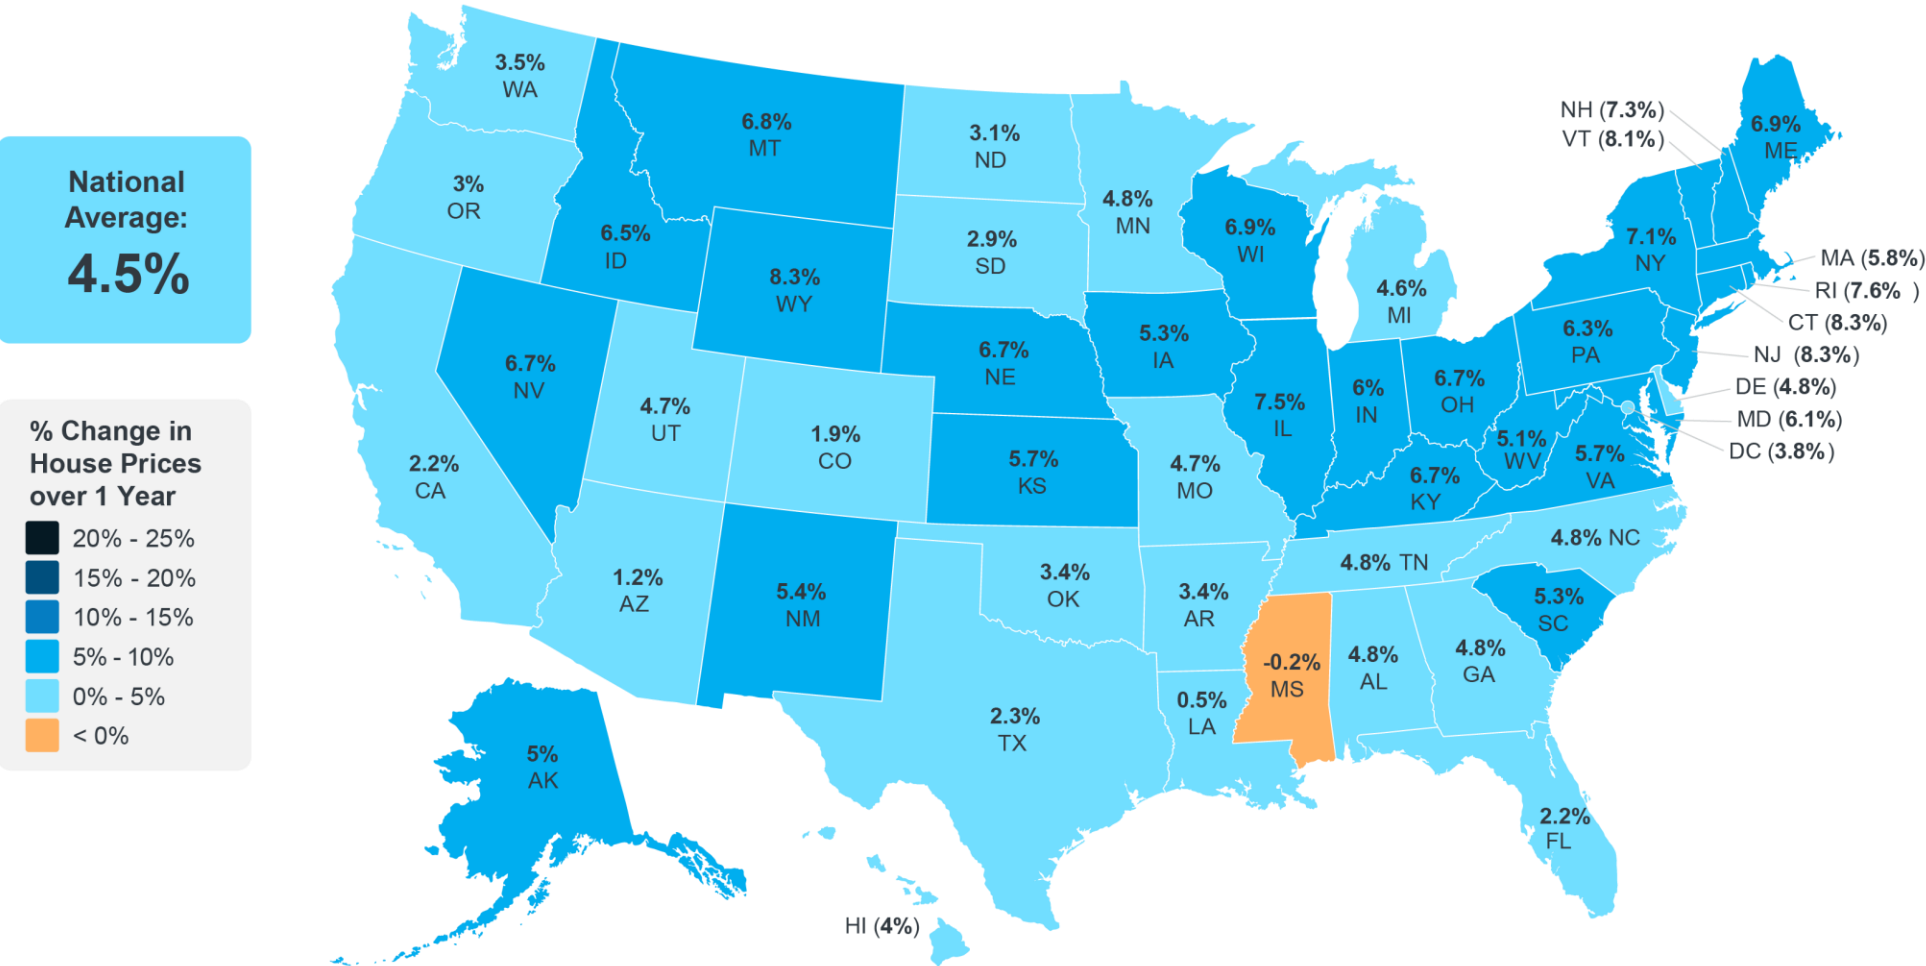 National
Average:
4.5%
% Change in
House Prices
over 1 Year
20% - 25%
15% - 20%
10% - 15%
5% - 10%
0% - 5%
< 0%
3.5%
WA
3%
OR
2.2%
CA
6.7%
NV
6.5%
ID
6.8%
MT
8.3%
WY
4.7%
UT
1.9%
CO
1.2%
AZ
5.4%
NM
3.1%
ND
2.9%
SD
6.7%
NE
5.7%
KS
3.4%
OK
2.3%
TX
4.8%
MN
5.3%
IA
4.7%
MO
3.4%
AR
0.5%
LA
6.9%
WI
7.5%
IL
4.6%
MI
6%
IN
6.7%
OH
6.7%
KY
4.8% TN
-0.2%
MS
4.8%
AL
4.8%
GA
2.2%
FL
5.3%
SC
4.8% NC
5.7%
VA
5.1%
WV
6.3%
PA
7.1%
NY
6.9%
ME
NH (7.3%)
VT (8.1%)
MA (5.8%)
RI (7.6% )
CT (8.3%)
NJ (8.3%)
DE (4.8%)
MD (6.1%)
DC (3.8%)
5%
AK
HI (4%)